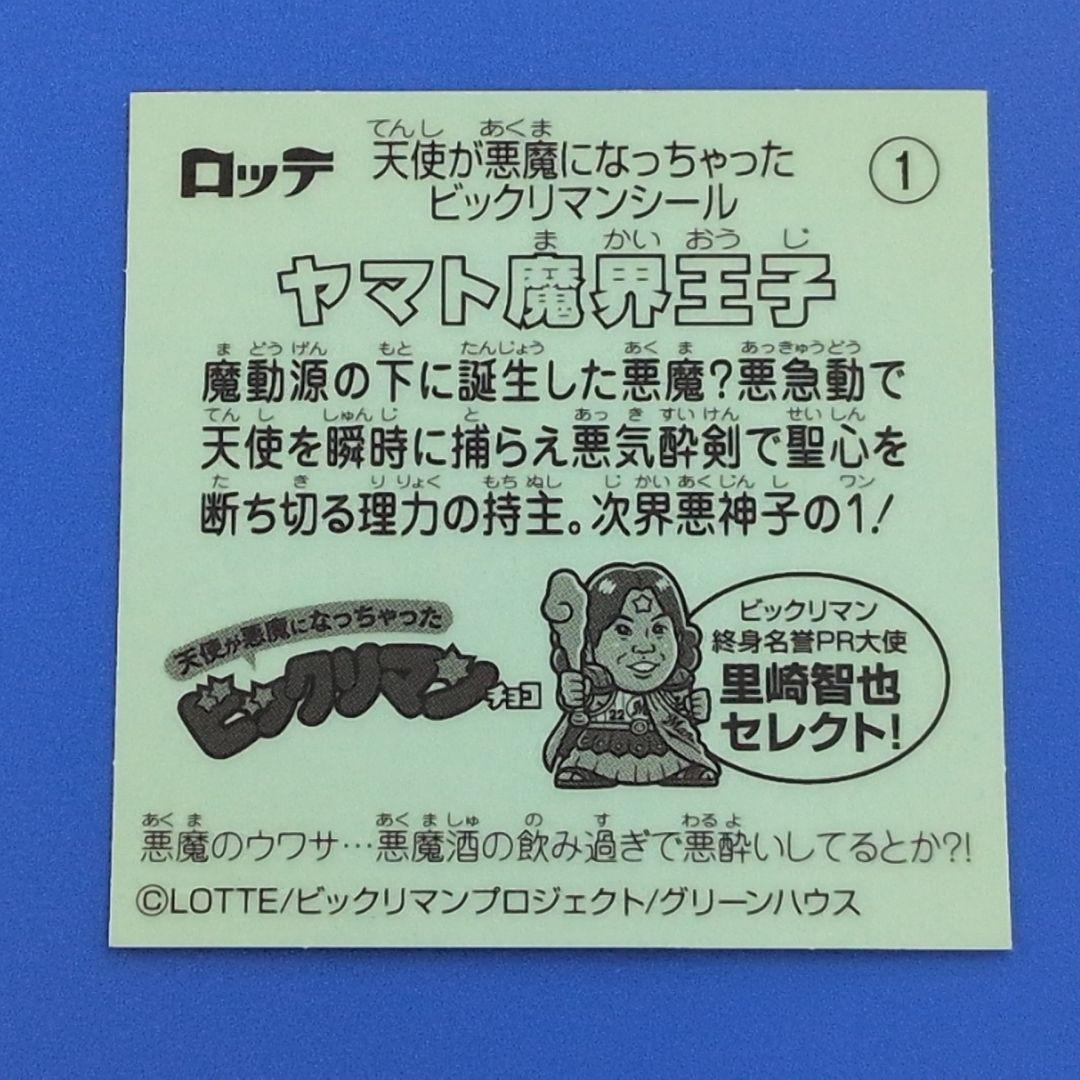 ロッテ
てんし あくま
天使が悪魔になっちゃった
ビックリマンシール
1
ま かい おう じ
ヤマト魔界王子
ま どう げん もと たんじょう あく ま あっきゅうどう
魔動源の下に誕生した悪魔?悪急動で
てん し しゅん じ と あっ き すい けん せい しん
天使を瞬時に捕らえ悪気酔剣で聖心を
た き り りょく もち ぬし じ かい あく じん し ワン
断ち切る理力の持主。次界悪神子の1!
天使が悪魔になっちゃった
ビックリマンチョコ
22
ビックリマン
終身名誉PR大使
里崎智也
セレクト!
あく ま あく ま しゅ の す わる よ
悪魔のウワサ…悪魔酒の飲み過ぎで悪酔いしてるとか?!
©LOTTE/ビックリマンプロジェクト/グリーンハウス